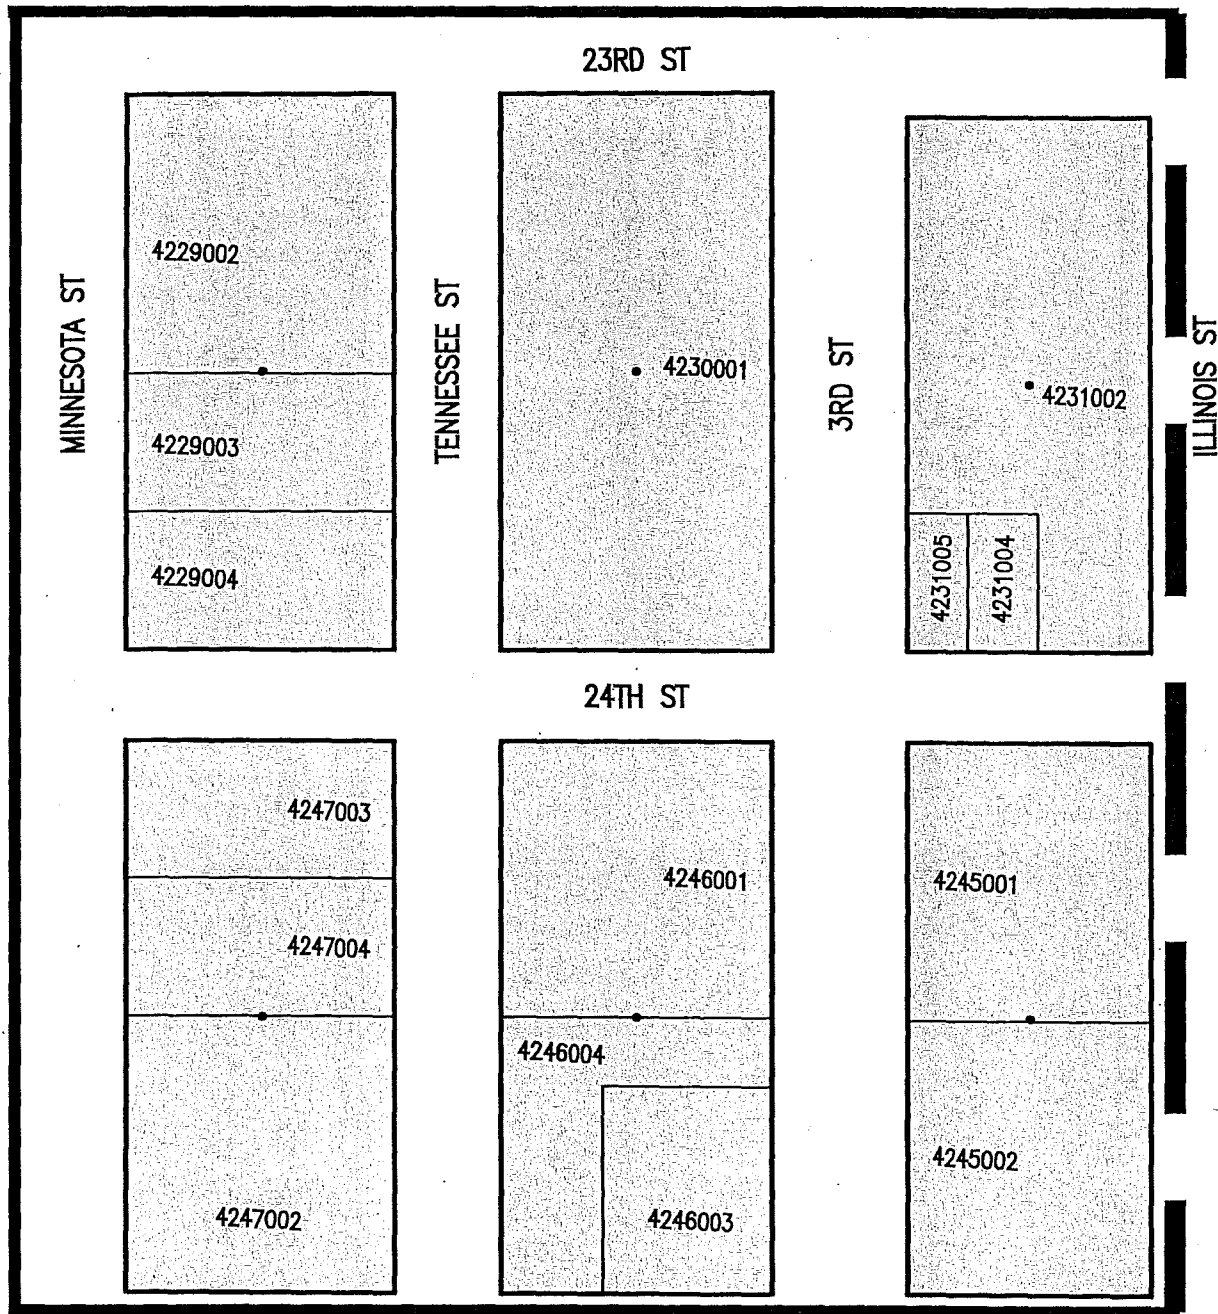 23RD ST
4229002
MINNESOTA ST
TENNESSEE ST
4230001
3RD ST
4231002
ILLINOIS ST
4229003
4229004
4231005
4231004
24TH ST
4247003
4246001
4245001
4247004
4246004
4245002
4247002
4246003